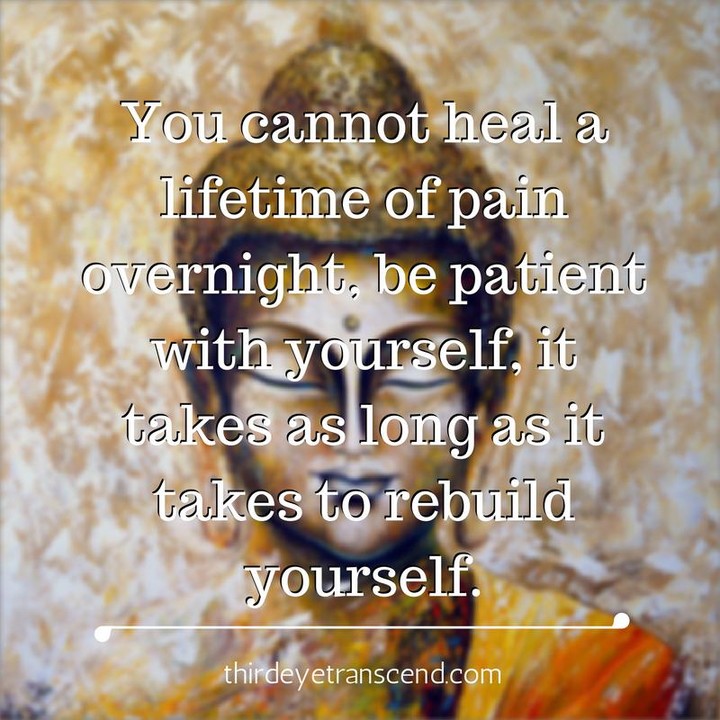 You cannot heal a
lifetime of pain
overnight, be patient
with yourself, it
takes as long as it
takes to rebuild
yourself.
thirdeyetranscend.com